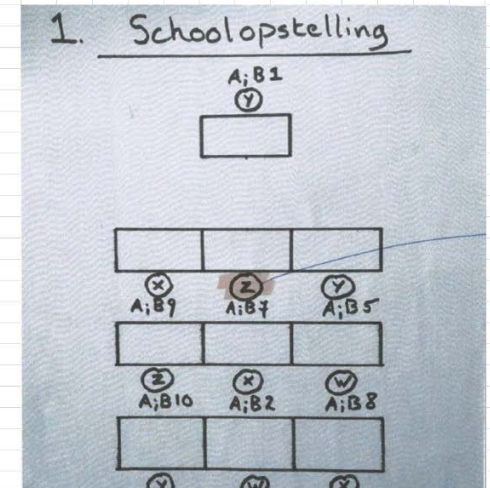 1. Schoolopstelling
A;B1
Y
X Z Y
A;B9 A;B7 A;B5
Z X W
A;B10 A;B2 A;B8
Y W X